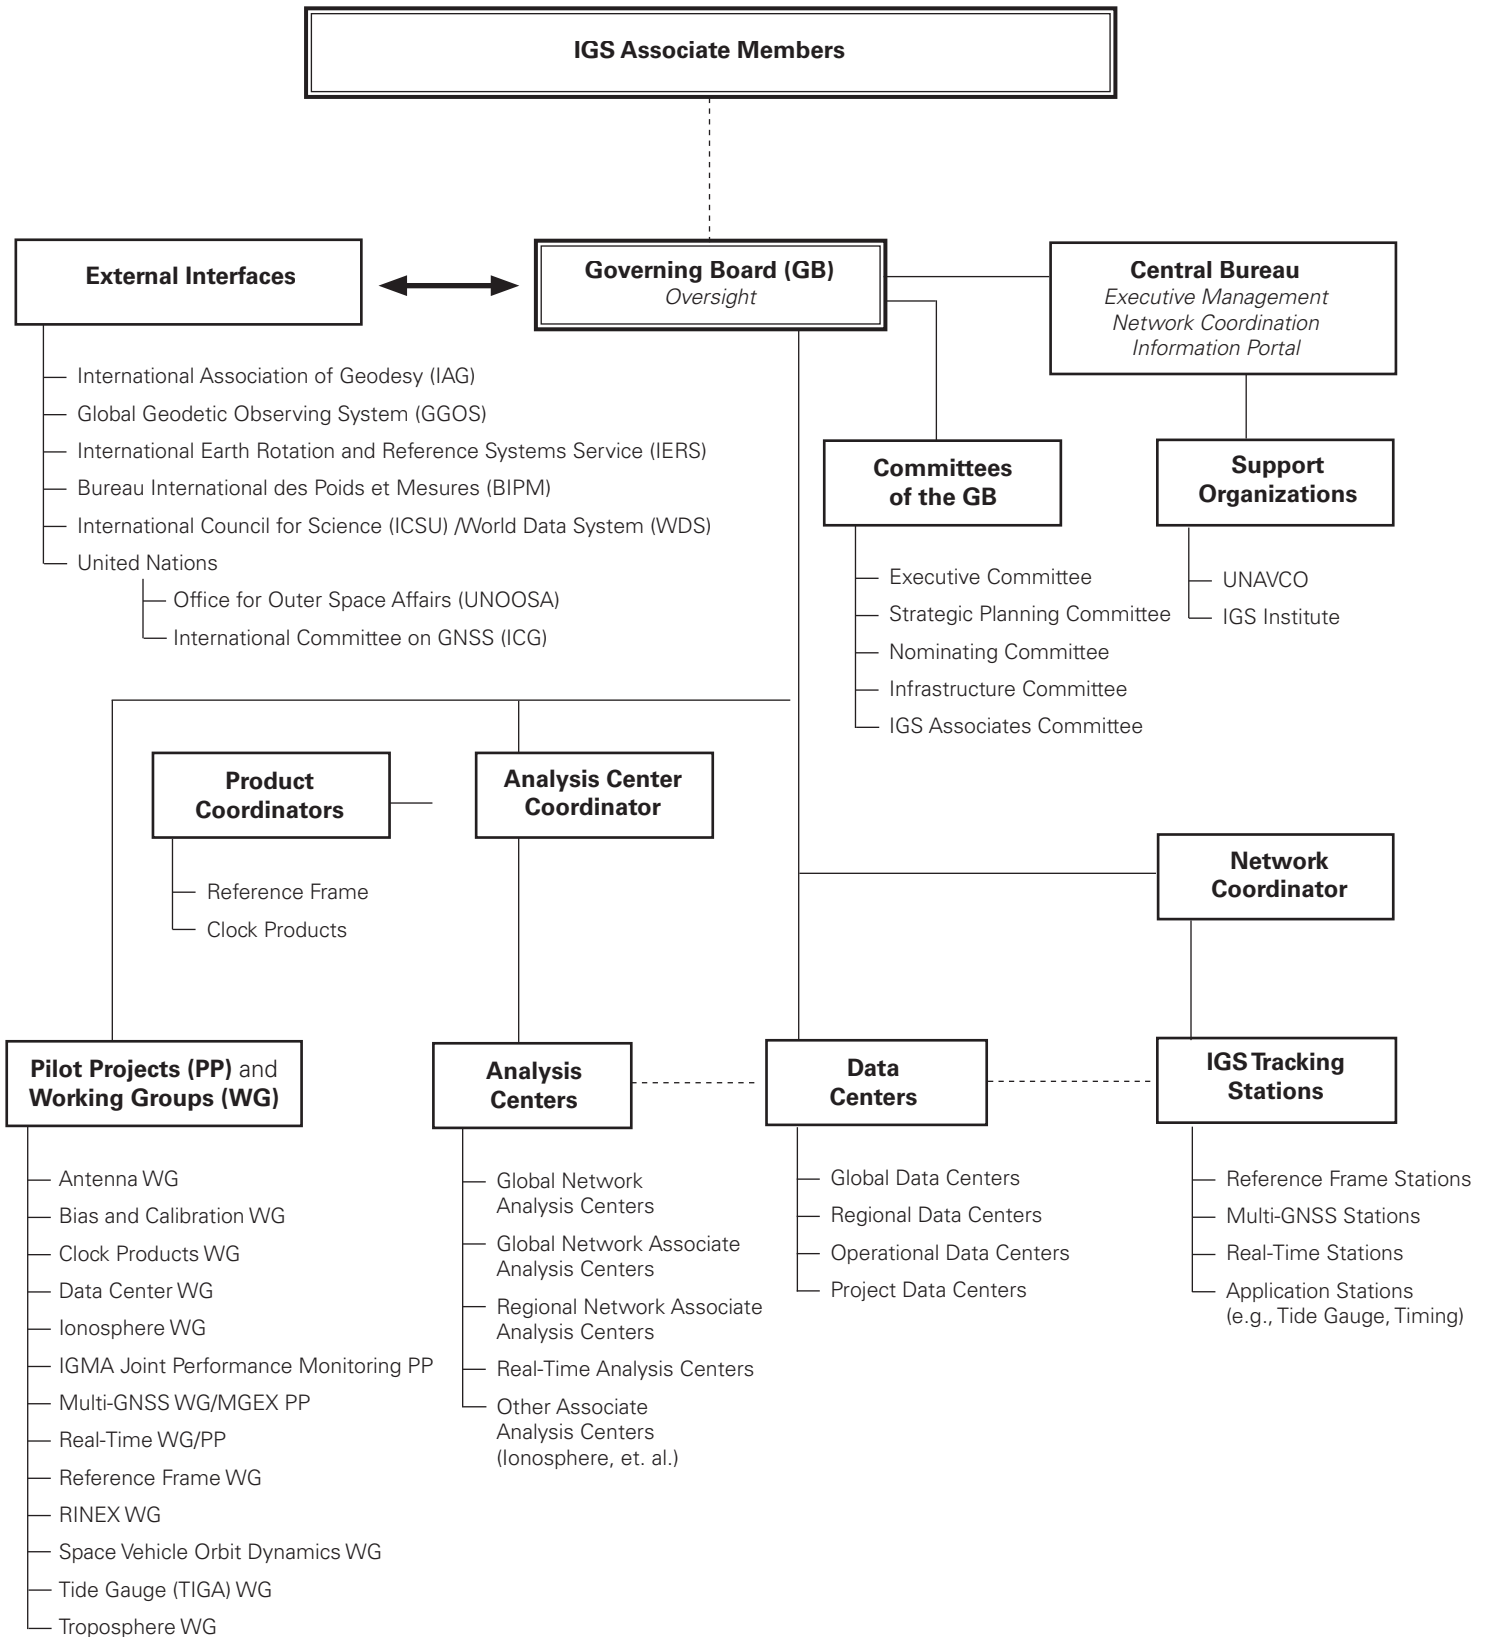 IGS Associate Members
External Interfaces
International Association of Geodesy (IAG)
Global Geodetic Observing System (GGOS)
International Earth Rotation and Reference Systems Service (IERS)
Bureau International des Poids et Mesures (BIPM)
International Council for Science (ICSU) /World Data System (WDS)
United Nations
Office for Outer Space Affairs (UNOOSA)
International Committee on GNSS (ICG)
Governing Board (GB)
Oversight
Central Bureau
Executive Management
Network Coordination
Information Portal
Committees
of the GB
Executive Committee
Strategic Planning Committee
Nominating Committee
Infrastructure Committee
IGS Associates Committee
Support
Organizations
UNAVCO
IGS Institute
Product
Coordinators
Reference Frame
Clock Products
Analysis Center
Coordinator
Network
Coordinator
Pilot Projects (PP) and
Working Groups (WG)
Antenna WG
Bias and Calibration WG
Clock Products WG
Data Center WG
Ionosphere WG
IGMA Joint Performance Monitoring PP
Multi-GNSS WG/MGEX PP
Real-Time WG/PP
Reference Frame WG
RINEX WG
Space Vehicle Orbit Dynamics WG
Tide Gauge (TIGA) WG
Troposphere WG
Analysis
Centers
Global Network
Analysis Centers
Global Network Associate
Analysis Centers
Regional Network Associate
Analysis Centers
Real-Time Analysis Centers
Other Associate
Analysis Centers
(Ionosphere, et. al.)
Data
Centers
Global Data Centers
Regional Data Centers
Operational Data Centers
Project Data Centers
IGS Tracking
Stations
Reference Frame Stations
Multi-GNSS Stations
Real-Time Stations
Application Stations
(e.g., Tide Gauge, Timing)